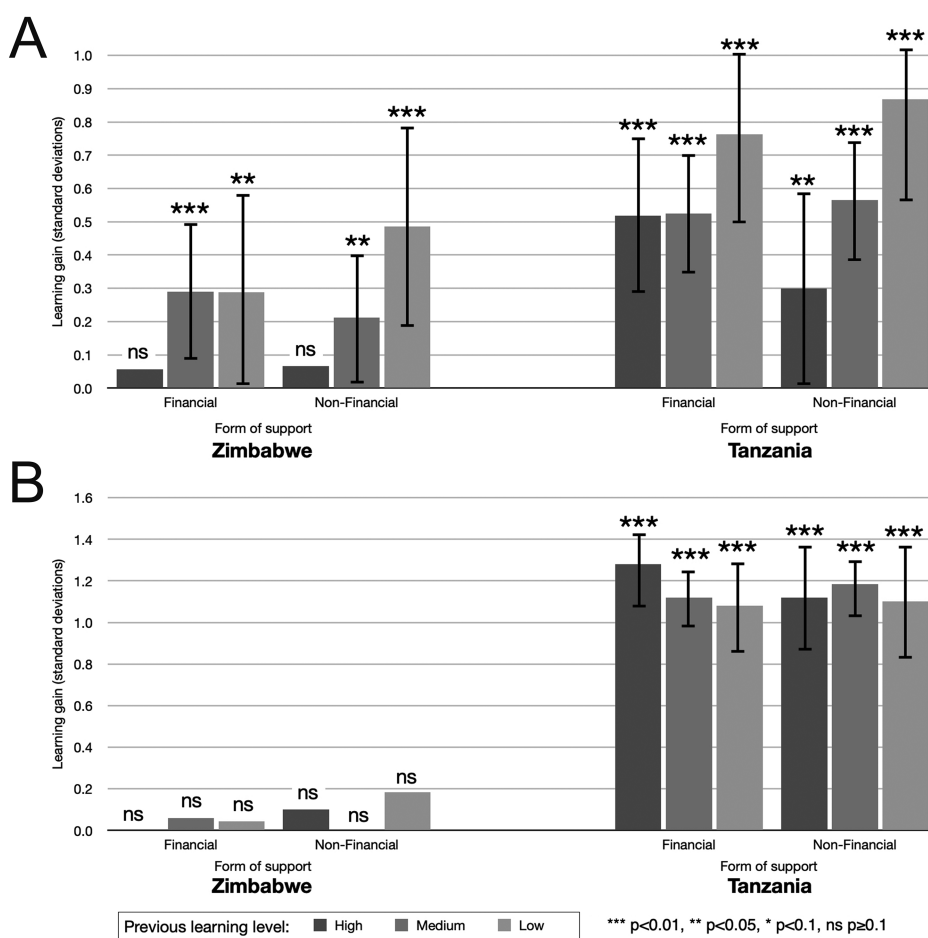 A
Learning gain (standard deviations)
1.0
0.9
0.8
0.7
0.6
0.5
0.4
0.3
0.2
0.1
0.0
ns
***
**
ns
**
***
***
***
***
**
***
***
Financial
Non-Financial
Financial
Non-Financial
Form of support
Form of support
Zimbabwe
Tanzania
B
Learning gain (standard deviations)
1.6
1.4
1.2
1.0
0.8
0.6
0.4
0.2
0.0
ns
ns
ns
ns
ns
ns
***
***
***
***
***
***
Financial
Non-Financial
Financial
Non-Financial
Form of support
Form of support
Zimbabwe
Tanzania
Previous learning level: High Medium Low
*** p<0.01, ** p<0.05, * p<0.1, ns p≥0.1